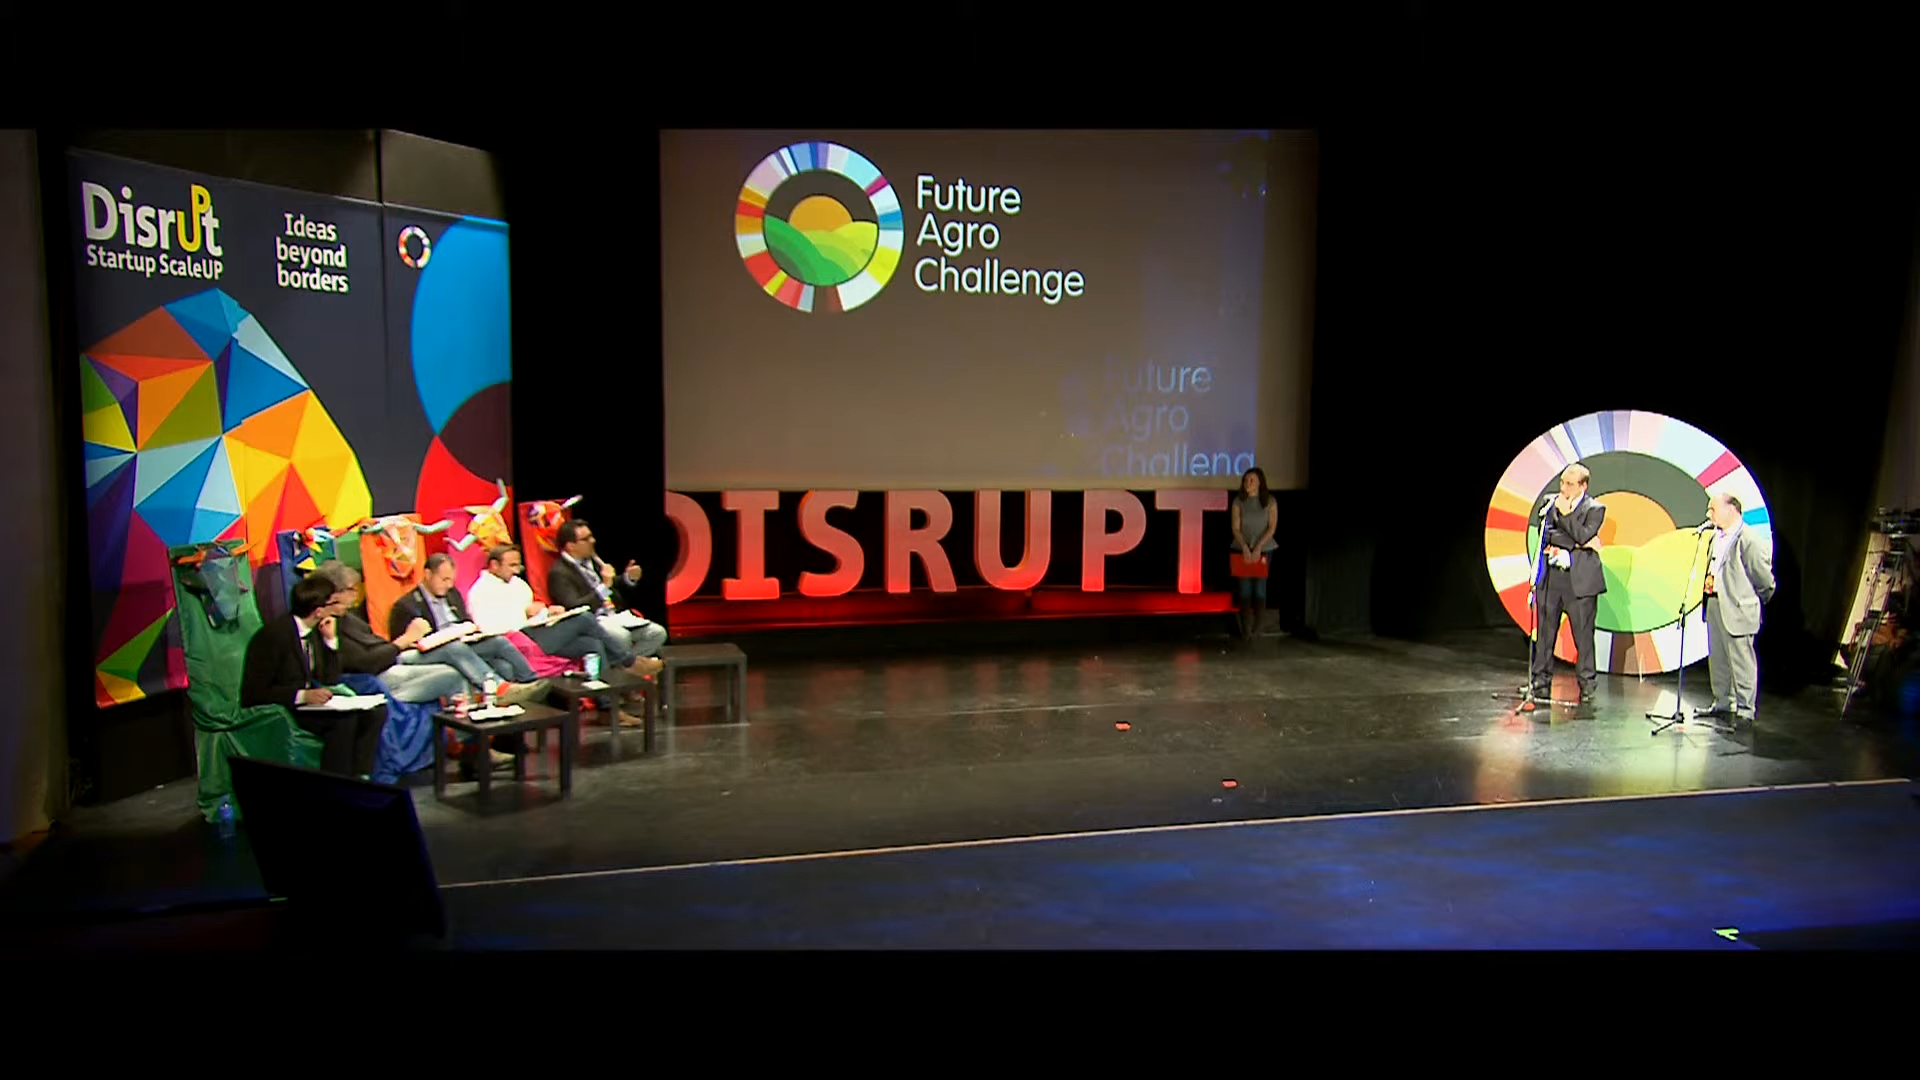 DisrUPt
Startup ScaleUP
Ideas
beyond
borders
Future
Agro
Challenge
Future
Agro
Challeng
DISRUPT